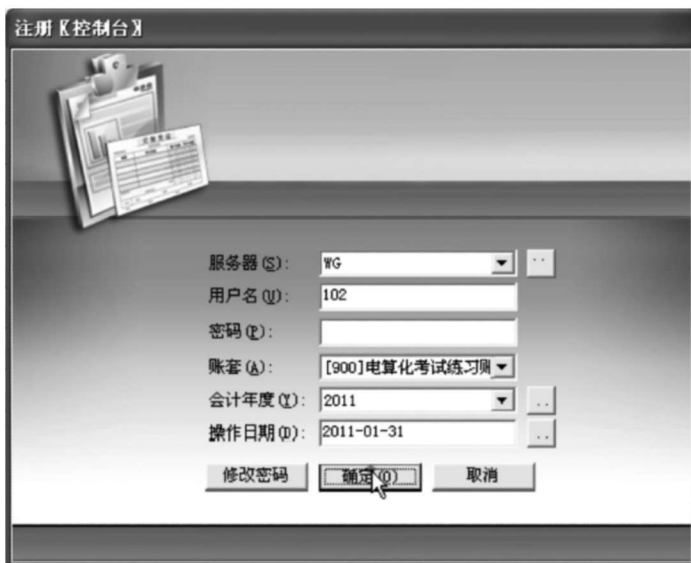 注册【控制台】
服务器(S): WG
用户名(U): 102
密码(P):
账套(A): [900]电算化考试练习账
会计年度(Y): 2011
操作日期(D): 2011-01-31
修改密码 确定(O) 取消